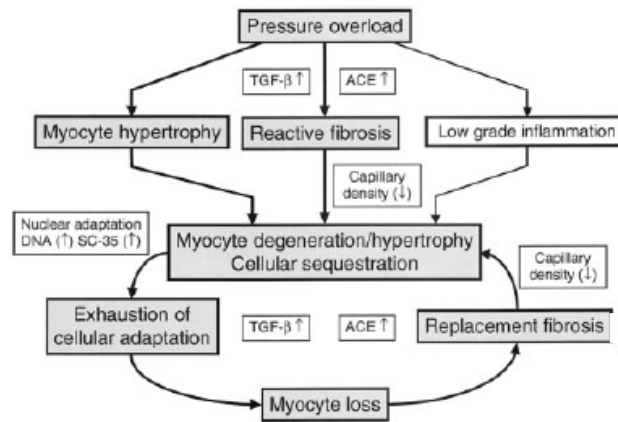 Pressure overload
TGF-β↑
ACE↑
Myocyte hypertrophy
Reactive fibrosis
Low grade inflammation
Capillary
density (↓)
Nuclear adaptation
DNA (↑) SC-35 (↑)
Myocyte degeneration/hypertrophy
Cellular sequestration
Capillary
density (↓)
Exhaustion of
cellular adaptation
TGF-β↑
ACE↑
Replacement fibrosis
Myocyte loss